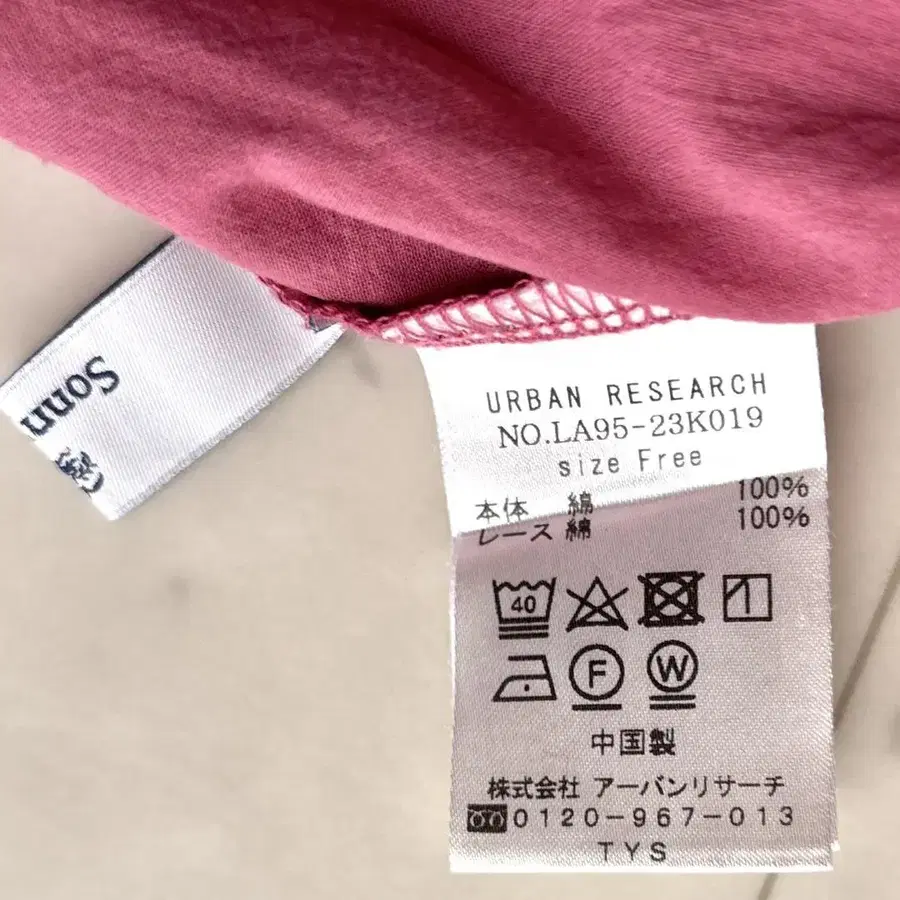 Sonn
URBAN RESEARCH
NO.LA95-23K019
size Free
本体 綿 100%
レース 綿 100%
40
F W
中国製
株式会社 アーバンリサーチ
0120-967-013
TYS